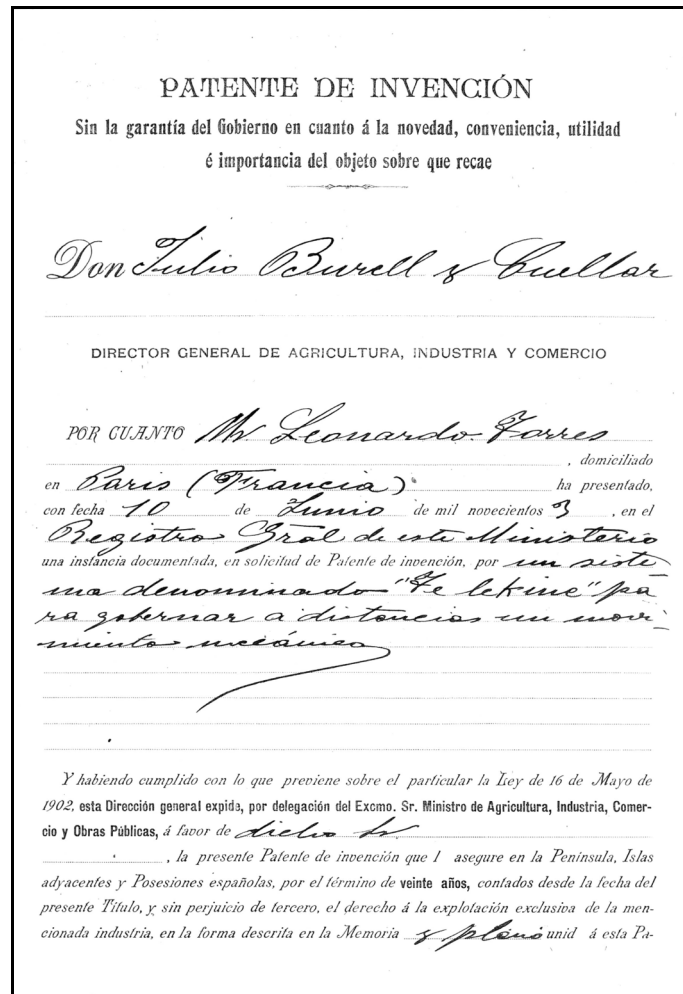 PATENTE DE INVENCIÓN
Sin la garantía del Gobierno en cuanto á la novedad, conveniencia, utilidad
é importancia del objeto sobre que recae
Don Julio Burell y Cuellar
DIRECTOR GENERAL DE AGRICULTURA, INDUSTRIA Y COMERCIO
POR CUANTO Mr Leonardo Torres
, domiciliado
en Paris (Francia) ha presentado,
con fecha 10 de Junio de mil novecientos 3, en el
Registro Gral de este Ministerio
una instancia documentada, en solicitud de Patente de invención, por un siste
ma denominado "Te lekine" pa
ra gobernar a distancias un movi-
miento mecánico
Y habiendo cumplido con lo que previene sobre el particular la Ley de 16 de Mayo de
1902, esta Dirección general expida, por delegación del Excmo. Sr. Ministro de Agricultura, Industria, Comer-
cio y Obras Públicas, á favor de dicho Sr
, la presente Patente de invención que l asegure en la Península, Islas
adyacentes y Posesiones españolas, por el término de veinte años, contados desde la fecha del
presente Título, y sin perjuicio de tercero, el derecho á la explotación exclusiva de la men-
cionada industria, en la forma descrita en la Memoria y plano unid á esta Pa-